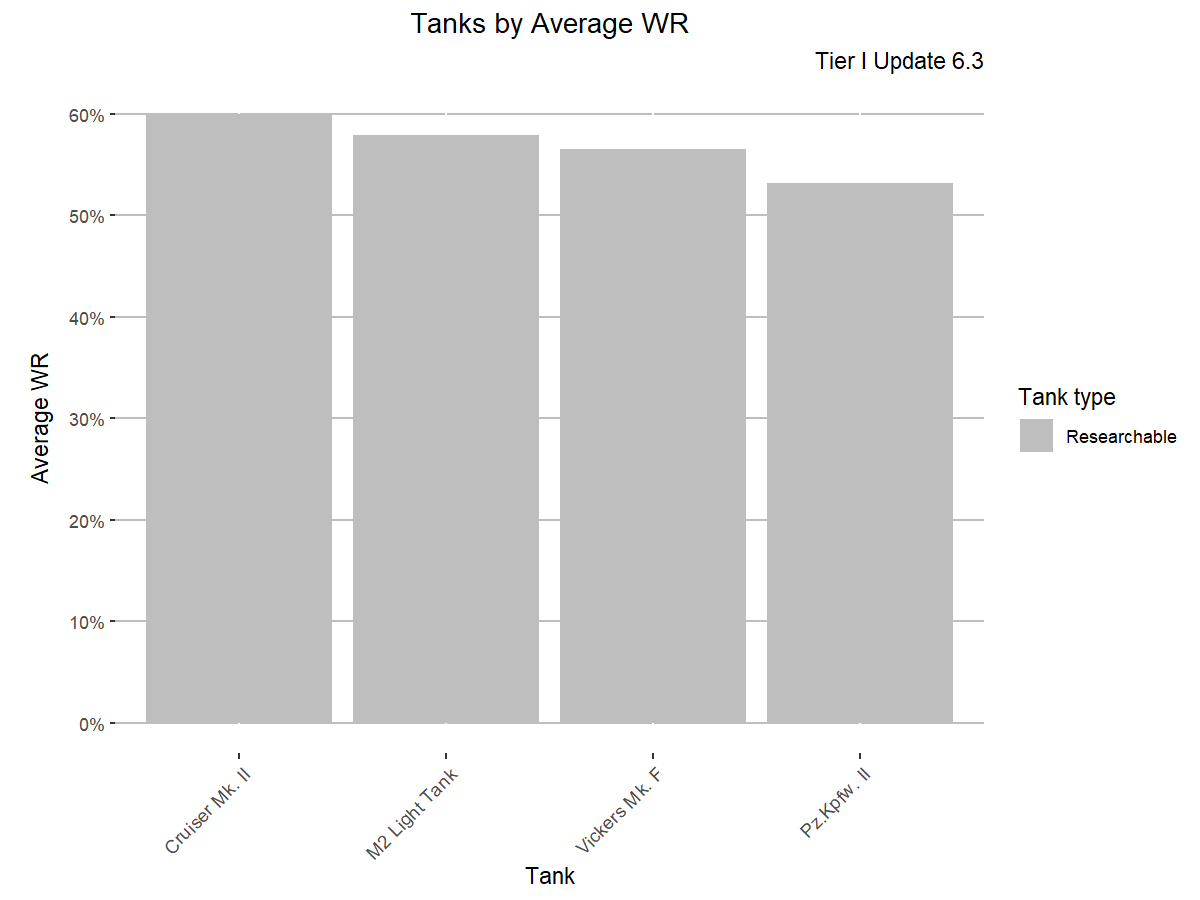 Tanks by Average WR
Tier I Update 6.3
60%
50%
40%
30%
20%
10%
0%
Average WR
Cruiser Mk. II
M2 Light Tank
Vickers Mk. F
Pz.Kpfw. II
Tank
Tank type
Researchable